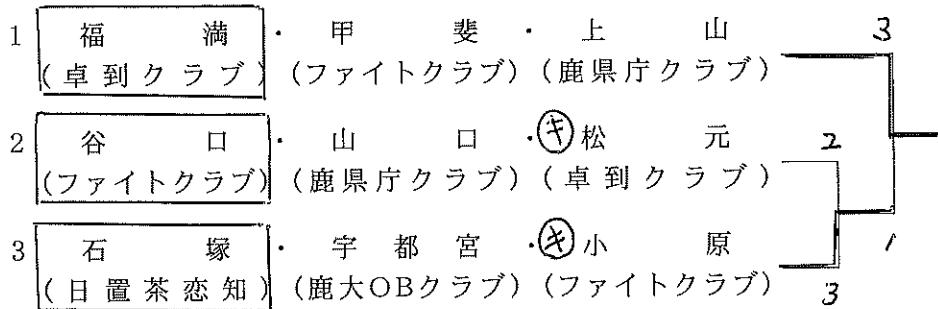 1 福満・甲斐・上山 3
(卓到クラブ) (ファイトクラブ) (鹿県庁クラブ)
2 谷口・山口・㋖松元 2
(ファイトクラブ) (鹿県庁クラブ) (卓到クラブ)
3 石塚・宇都宮・㋖小原 1
(日置茶恋知) (鹿大OBクラブ) (ファイトクラブ) 3